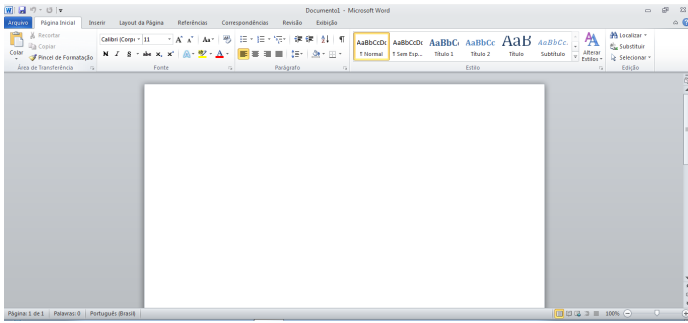 Documento1 - Microsoft Word
Arquivo Página Inicial Inserir Layout da Página Referências Correspondências Revisão Exibição
Colar
Recortar
Copiar
Pincel de Formatação
Área de Transferência
Calibri (Corpo 11
N I S abc x, x²
Fonte
Parágrafo
AaBbCcDc AaBbCcDc AaBbC AaBbCc AaB AaBbCc.
¶ Normal ¶ Sem Esp... Título 1 Título 2 Título Subtítulo
Alterar
Estilos
Estilo
Localizar
Substituir
Selecionar
Edição
Página: 1 de 1 Palavras: 0 Português (Brasil) 100%